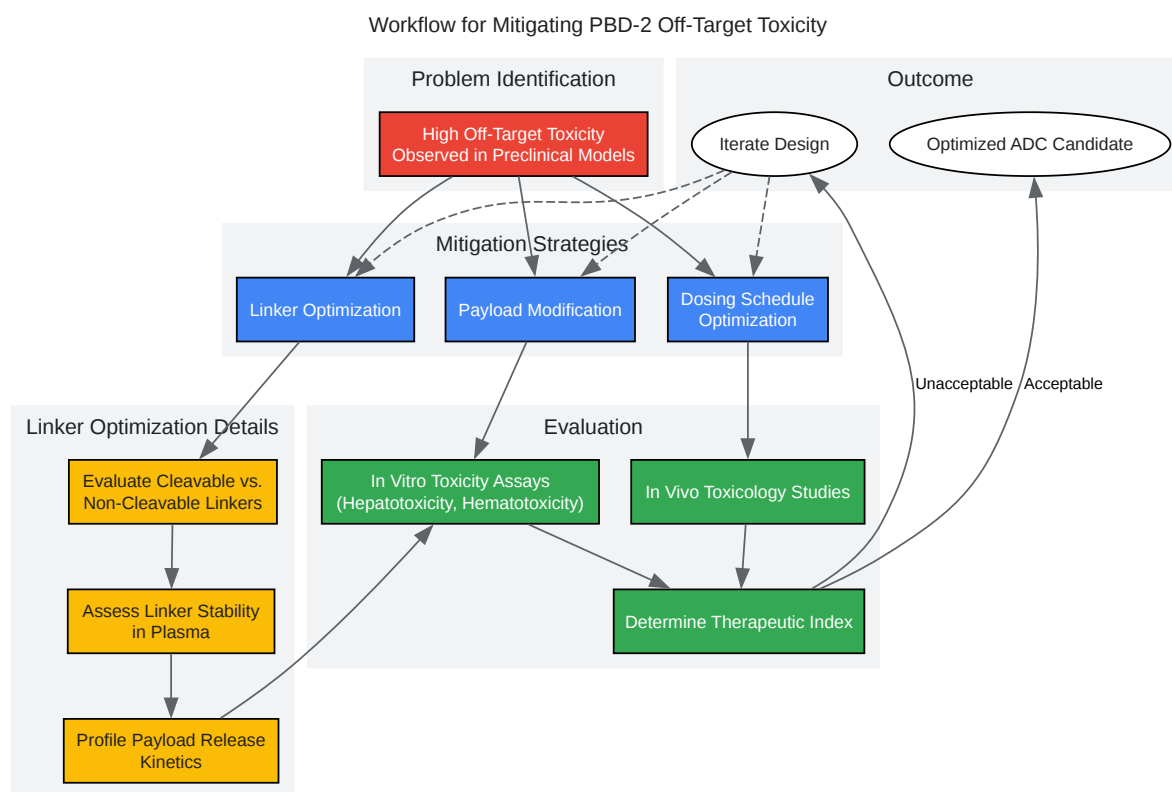 Workflow for Mitigating PBD-2 Off-Target Toxicity
Problem Identification
Outcome
High Off-Target Toxicity
Observed in Preclinical Models
Iterate Design
Optimized ADC Candidate
Mitigation Strategies
Linker Optimization
Payload Modification
Dosing Schedule
Optimization
Unacceptable
Acceptable
Linker Optimization Details
Evaluation
Evaluate Cleavable vs.
Non-Cleavable Linkers
In Vitro Toxicity Assays
(Hepatotoxicity, Hematotoxicity)
In Vivo Toxicology Studies
Assess Linker Stability
in Plasma
Determine Therapeutic Index
Profile Payload Release
Kinetics